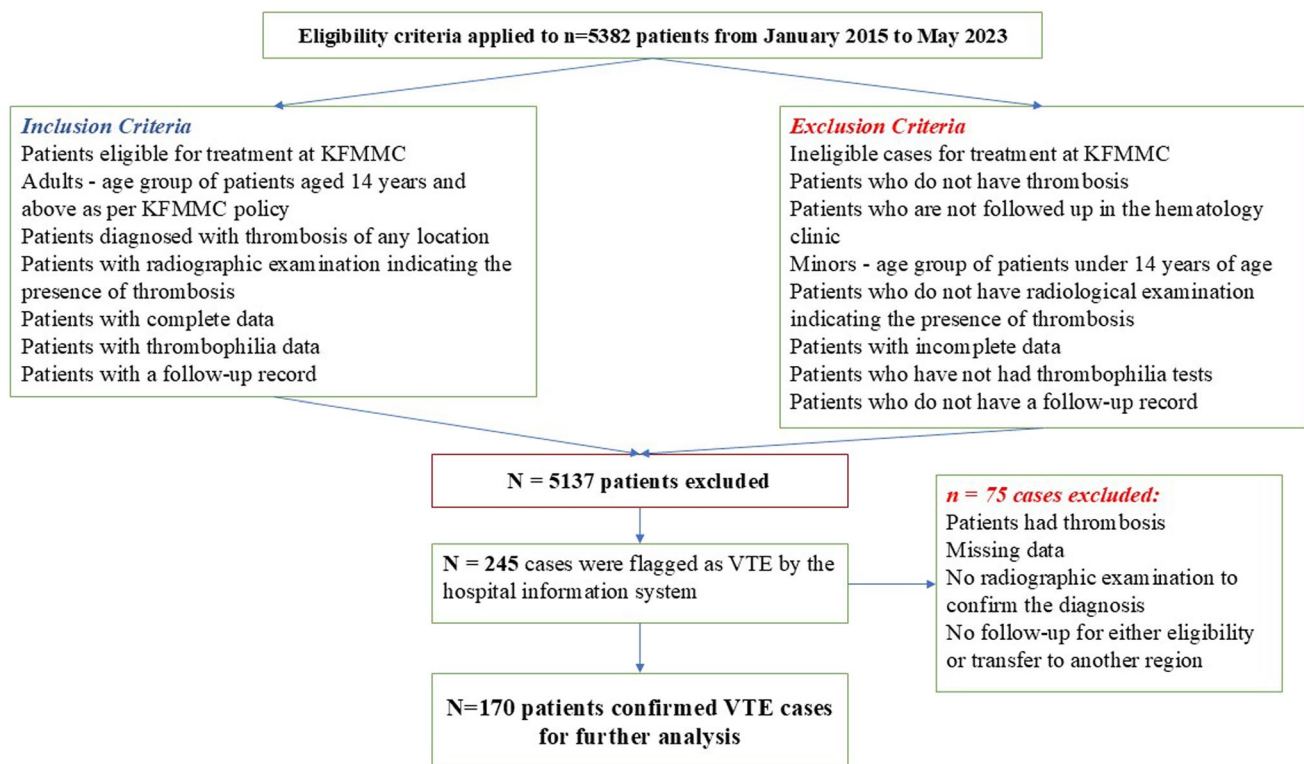 Eligibility criteria applied to n=5382 patients from January 2015 to May 2023
Inclusion Criteria
Patients eligible for treatment at KFMMC
Adults - age group of patients aged 14 years and
above as per KFMMC policy
Patients diagnosed with thrombosis of any location
Patients with radiographic examination indicating the
presence of thrombosis
Patients with complete data
Patients with thrombophilia data
Patients with a follow-up record
Exclusion Criteria
Ineligible cases for treatment at KFMMC
Patients who do not have thrombosis
Patients who are not followed up in the hematology
clinic
Minors - age group of patients under 14 years of age
Patients who do not have radiological examination
indicating the presence of thrombosis
Patients with incomplete data
Patients who have not had thrombophilia tests
Patients who do not have a follow-up record
N = 5137 patients excluded
N = 245 cases were flagged as VTE by the
hospital information system
n = 75 cases excluded:
Patients had thrombosis
Missing data
No radiographic examination to
confirm the diagnosis
No follow-up for either eligibility
or transfer to another region
N=170 patients confirmed VTE cases
for further analysis